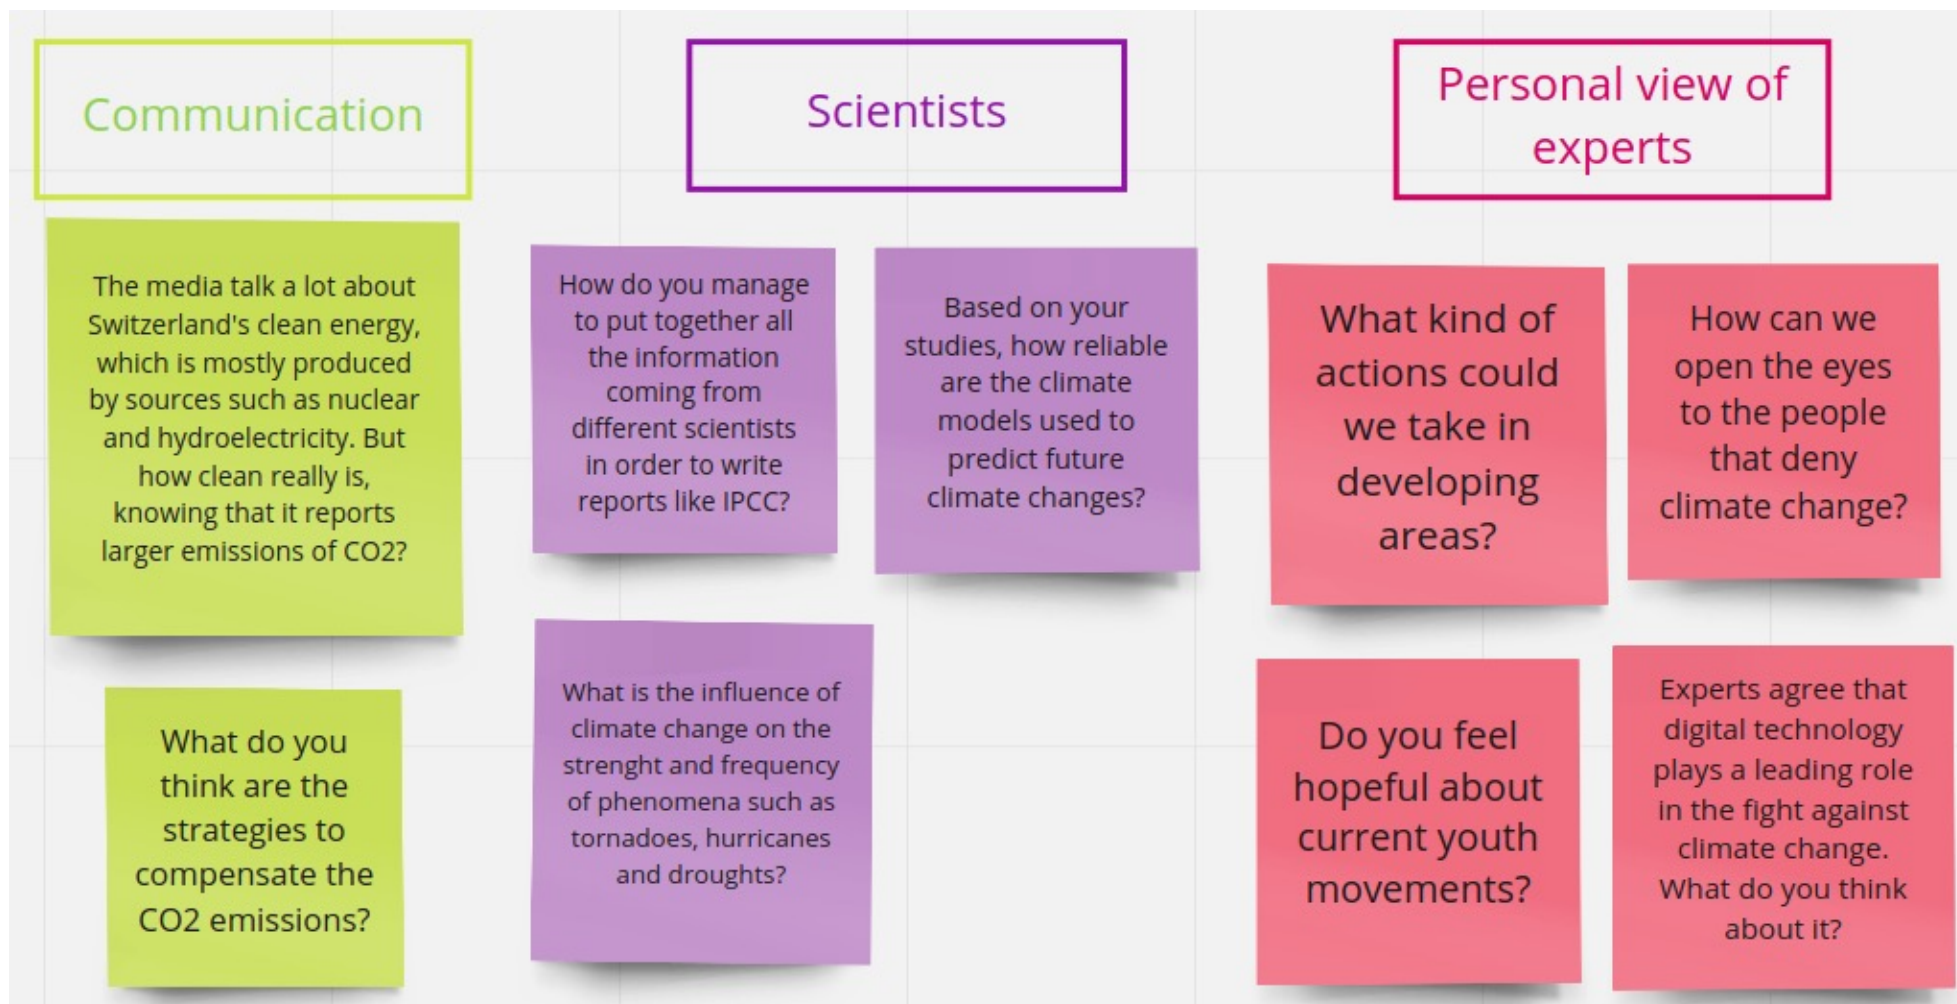 Communication
The media talk a lot about
Switzerland's clean energy,
which is mostly produced
by sources such as nuclear
and hydroelectricity. But
how clean really is,
knowing that it reports
larger emissions of CO2?
What do you
think are the
strategies to
compensate the
CO2 emissions?
Scientists
How do you manage
to put together all
the information
coming from
different scientists
in order to write
reports like IPCC?
Based on your
studies, how reliable
are the climate
models used to
predict future
climate changes?
What is the influence of
climate change on the
strenght and frequency
of phenomena such as
tornadoes, hurricanes
and droughts?
Personal view of
experts
What kind of
actions could
we take in
developing
areas?
How can we
open the eyes
to the people
that deny
climate change?
Do you feel
hopeful about
current youth
movements?
Experts agree that
digital technology
plays a leading role
in the fight against
climate change.
What do you think
about it?